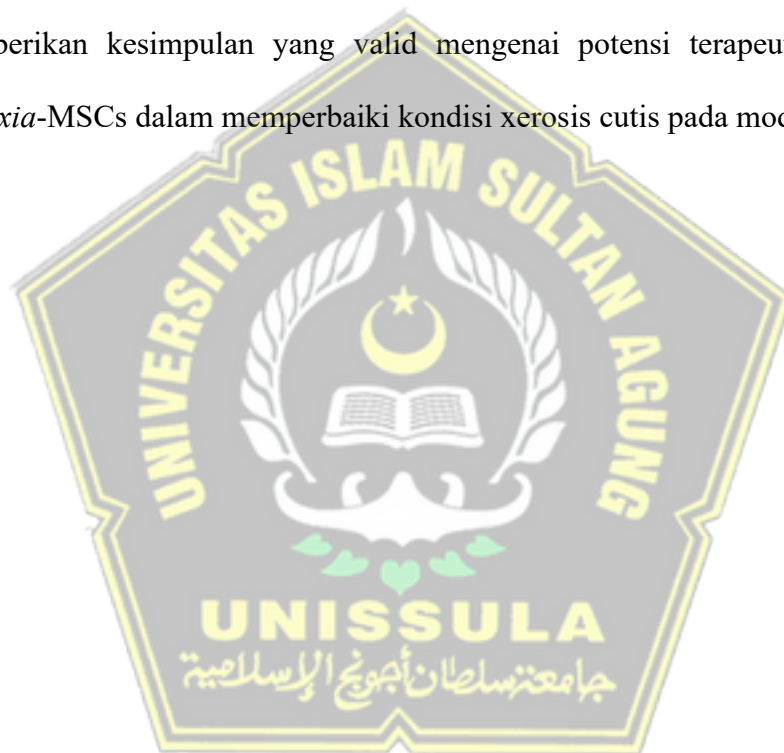 berikan kesimpulan yang valid mengenai potensi terapeu
xia-MSCs dalam memperbaiki kondisi xerosis cutis pada mod
UNIVERSITAS ISLAM SULTAN AGUNG
UNISSULA
جامعة سلطان أجونج الإسلامية